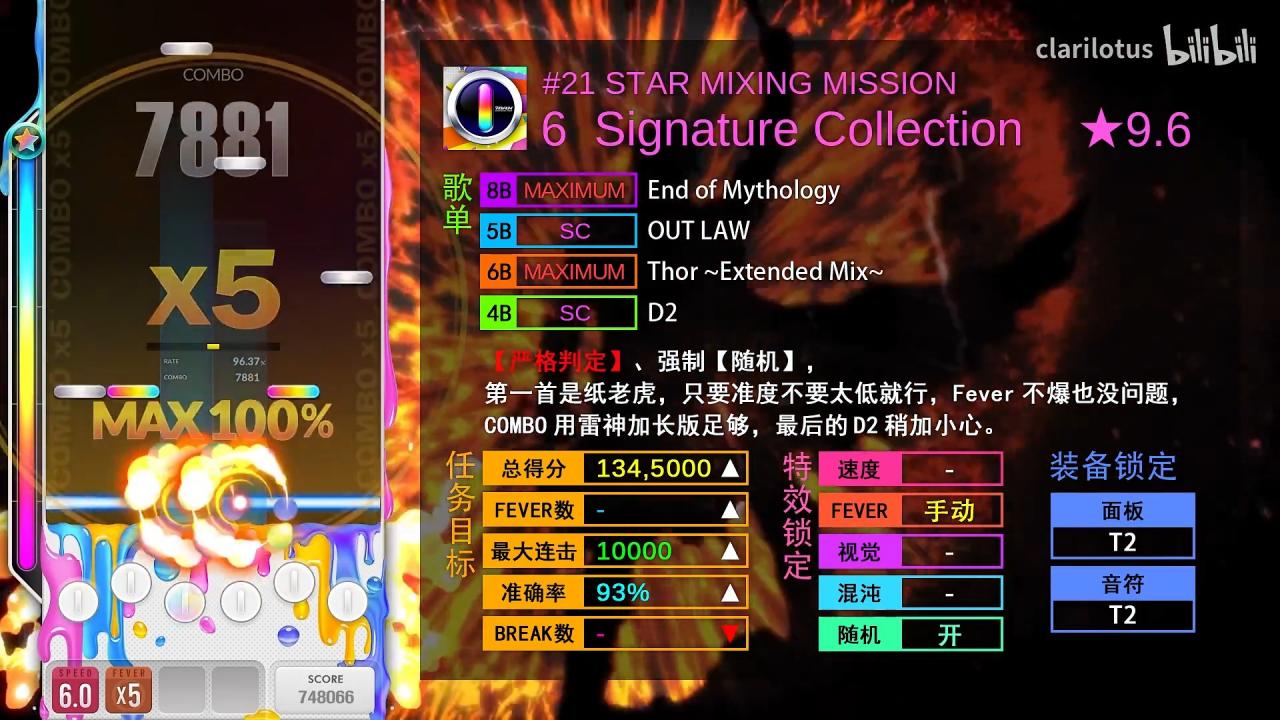 clarilotus bilibili
COMBO
7881
x5
RATE 96.37%
COMBO 7881
MAX 100%
SPEED 6.0
FEVER x5
SCORE
748066
#21 STAR MIXING MISSION
6 Signature Collection ★9.6
歌单
8B MAXIMUM End of Mythology
5B SC OUT LAW
6B MAXIMUM Thor ~Extended Mix~
4B SC D2
【严格判定】、强制【随机】，
第一首是纸老虎，只要准度不要太低就行，Fever 不爆也没问题，
COMBO 用雷神加长版足够，最后的 D2 稍加小心。
任务目标
总得分 134,5000 ▲
FEVER数 - ▲
最大连击 10000 ▲
准确率 93% ▲
BREAK数 - ▼
特效锁定
速度 -
FEVER 手动
视觉 -
混沌 -
随机 开
装备锁定
面板
T2
音符
T2